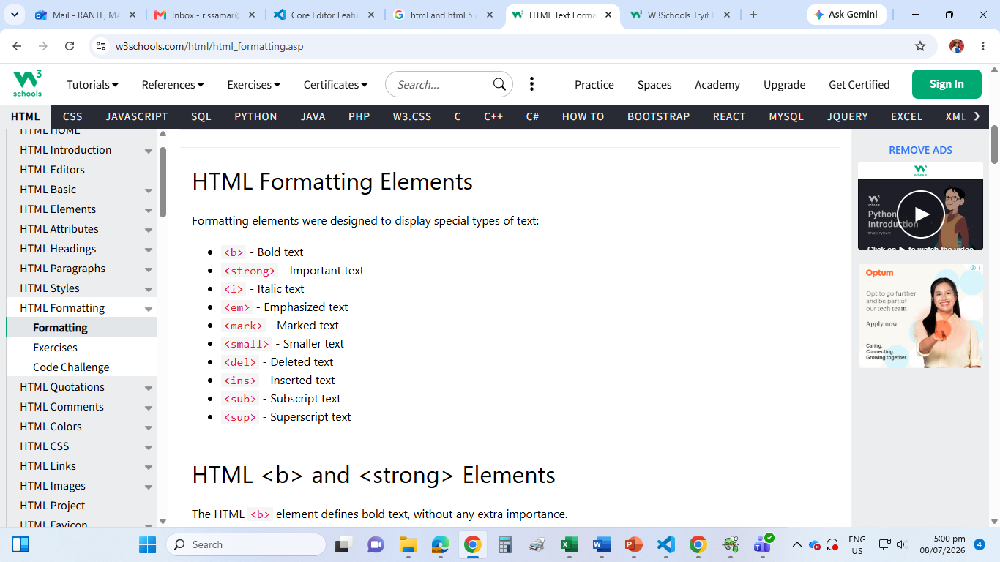 Mail - RANTE, MA
Inbox - rissamar@
Core Editor Featu
html and html 5 c
HTML Text Forma
W3Schools Tryit E
Ask Gemini
w3schools.com/html/html_formatting.asp
W3
schools
Tutorials
References
Exercises
Certificates
Search...
Practice
Spaces
Academy
Upgrade
Get Certified
Sign In
HTML CSS JAVASCRIPT SQL PYTHON JAVA PHP W3.CSS C C++ C# HOW TO BOOTSTRAP REACT MYSQL JQUERY EXCEL XML
HTML HOME
HTML Introduction
HTML Editors
HTML Basic
HTML Elements
HTML Attributes
HTML Headings
HTML Paragraphs
HTML Styles
HTML Formatting
Formatting
Exercises
Code Challenge
HTML Quotations
HTML Comments
HTML Colors
HTML CSS
HTML Links
HTML Images
HTML Project
HTML Favicon
HTML Formatting Elements
Formatting elements were designed to display special types of text:
<b> - Bold text
<strong> - Important text
<i> - Italic text
<em> - Emphasized text
<mark> - Marked text
<small> - Smaller text
<del> - Deleted text
<ins> - Inserted text
<sub> - Subscript text
<sup> - Superscript text
HTML <b> and <strong> Elements
The HTML <b> element defines bold text, without any extra importance.
REMOVE ADS
W3
schools
W3
schools
Python
Introduction
What is Python?
Click on ▶ to watch the video
Optum
Opt to go further
and be part of
our tech team
Apply now
Caring.
Connecting.
Growing together.
Search
ENG
US
5:00 pm
08/07/2026
4